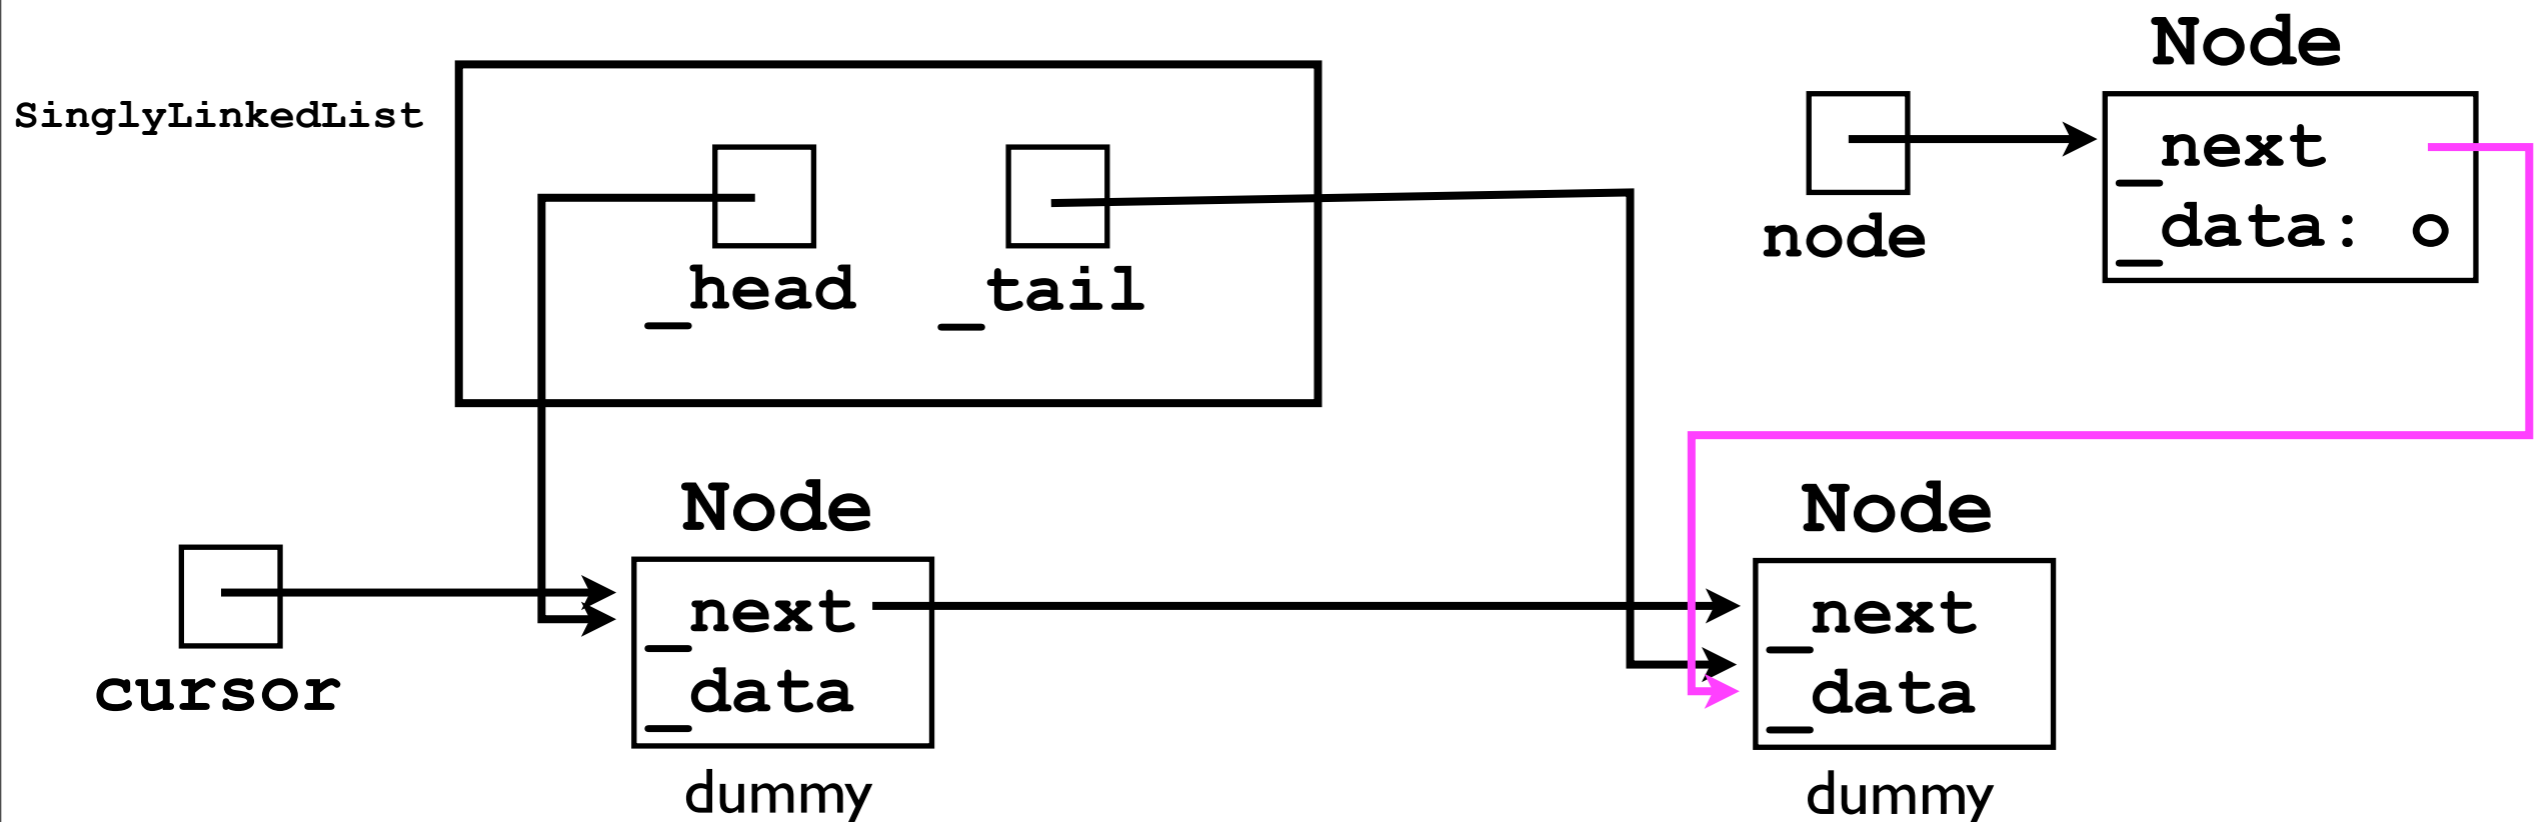 SinglyLinkedList
_head
_tail
node
Node
_next
_data: o
cursor
Node
_next
_data
dummy
Node
_next
_data
dummy